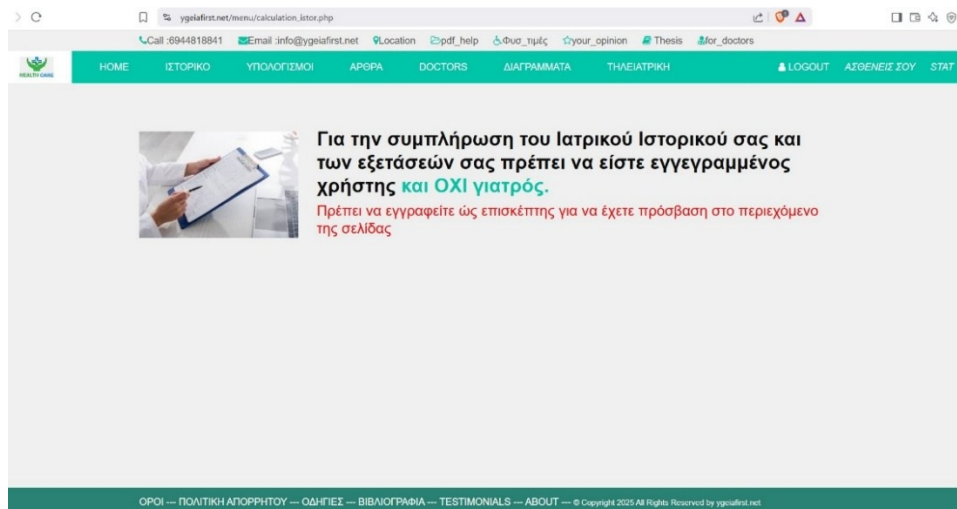 ygeiafirst.net/menu/calculation_istor.php
Call :6944818841 Email :info@ygeiafirst.net Location pdf_help Φυσ_τιμές your_opinion Thesis for_doctors
HEALTH CARE HOME ΙΣΤΟΡΙΚΟ ΥΠΟΛΟΓΙΣΜΟΙ ΑΡΘΡΑ DOCTORS ΔΙΑΓΡΑΜΜΑΤΑ ΤΗΛΕΙΑΤΡΙΚΗ LOGOUT ΑΣΘΕΝΕΙΣ ΣΟΥ STAT
Για την συμπλήρωση του Ιατρικού Ιστορικού σας και
των εξετάσεών σας πρέπει να είστε εγγεγραμμένος
χρήστης και ΟΧΙ γιατρός.
Πρέπει να εγγραφείτε ώς επισκέπτης για να έχετε πρόσβαση στο περιεχόμενο
της σελίδας
ΟΡΟΙ --- ΠΟΛΙΤΙΚΗ ΑΠΟΡΡΗΤΟΥ --- ΟΔΗΓΙΕΣ --- ΒΙΒΛΙΟΓΡΑΦΙΑ --- TESTIMONIALS --- ABOUT --- © Copyright 2025 All Rights Reserved by ygeiafirst.net